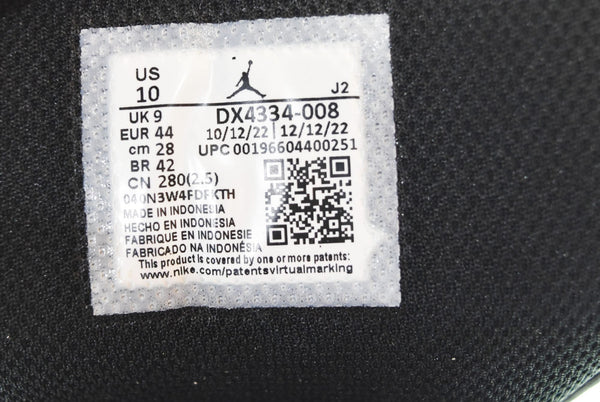 US
10
J2
UK 9
DX4334-008
EUR 44
10/12/22 | 12/12/22
cm 28
UPC 00196604400251
BR 42
CN 280(2.5)
040N3W4FDFKTH
MADE IN INDONESIA
HECHO EN INDONESIA
FABRIQUE EN INDONESIE
FABRICADO NA INDONÉSIA
This product is covered by one or more patents:
www.nike.com/patentsvirtualmarking